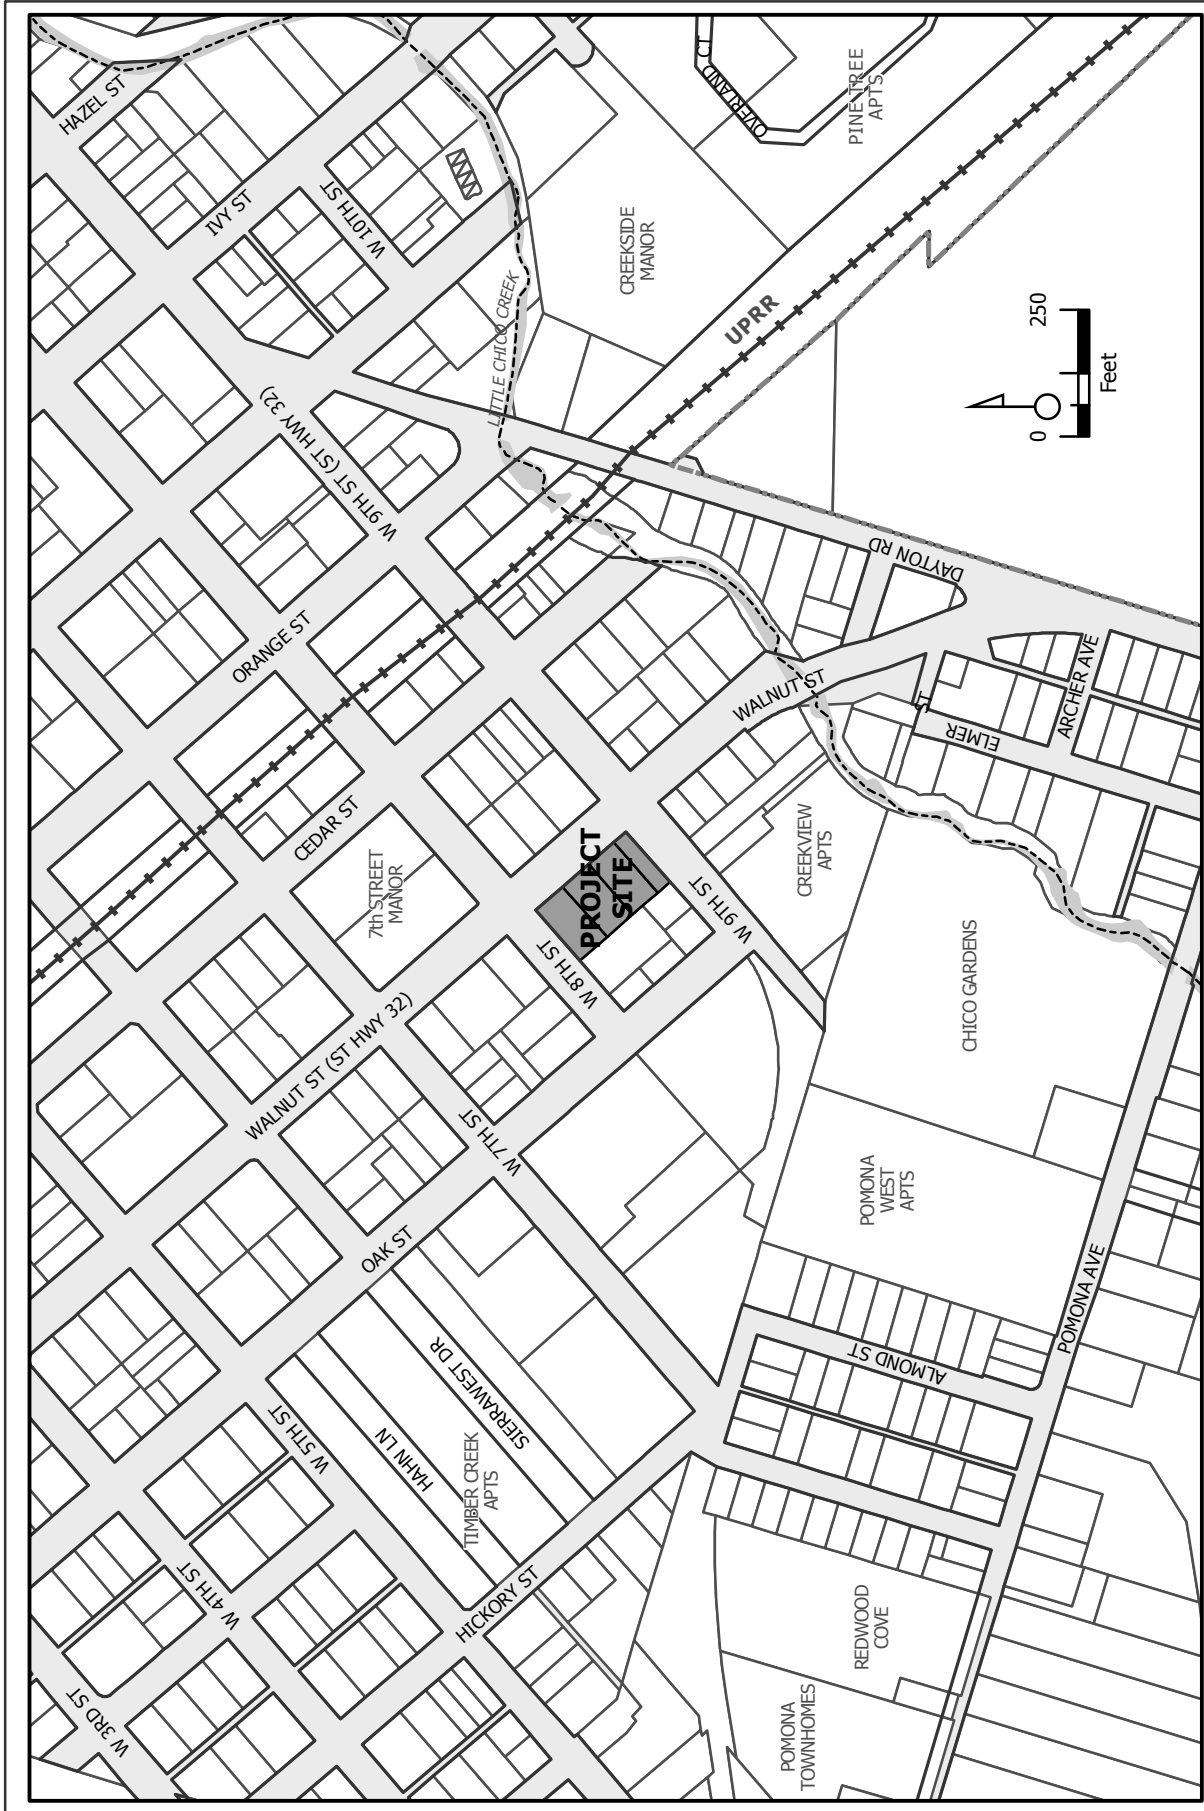 HAZEL ST
IVY ST
W 10TH ST
OVERLAND CT
PINE TREE
APTS
CREEKSIDE
MANOR
LITTLE CHICO CREEK
UPRR
0
250
Feet
W 9TH ST (ST HWY 32)
ORANGE ST
DAYTON RD
WALNUT ST
ARCHER AVE
ELMER
ST
CEDAR ST
7th STREET
MANOR
PROJECT
SITE
CREEKVIEW
APTS
W 9TH ST
W 8TH ST
CHICO GARDENS
WALNUT ST (ST HWY 32)
W 7TH ST
POMONA
WEST
APTS
OAK ST
POMONA AVE
ALMOND ST
SIERRAWEST DR
HAHN LN
TIMBER CREEK
APTS
W 5TH ST
W 4TH ST
HICKORY ST
REDWOOD
COVE
W 3RD ST
POMONA
TOWNHOMES